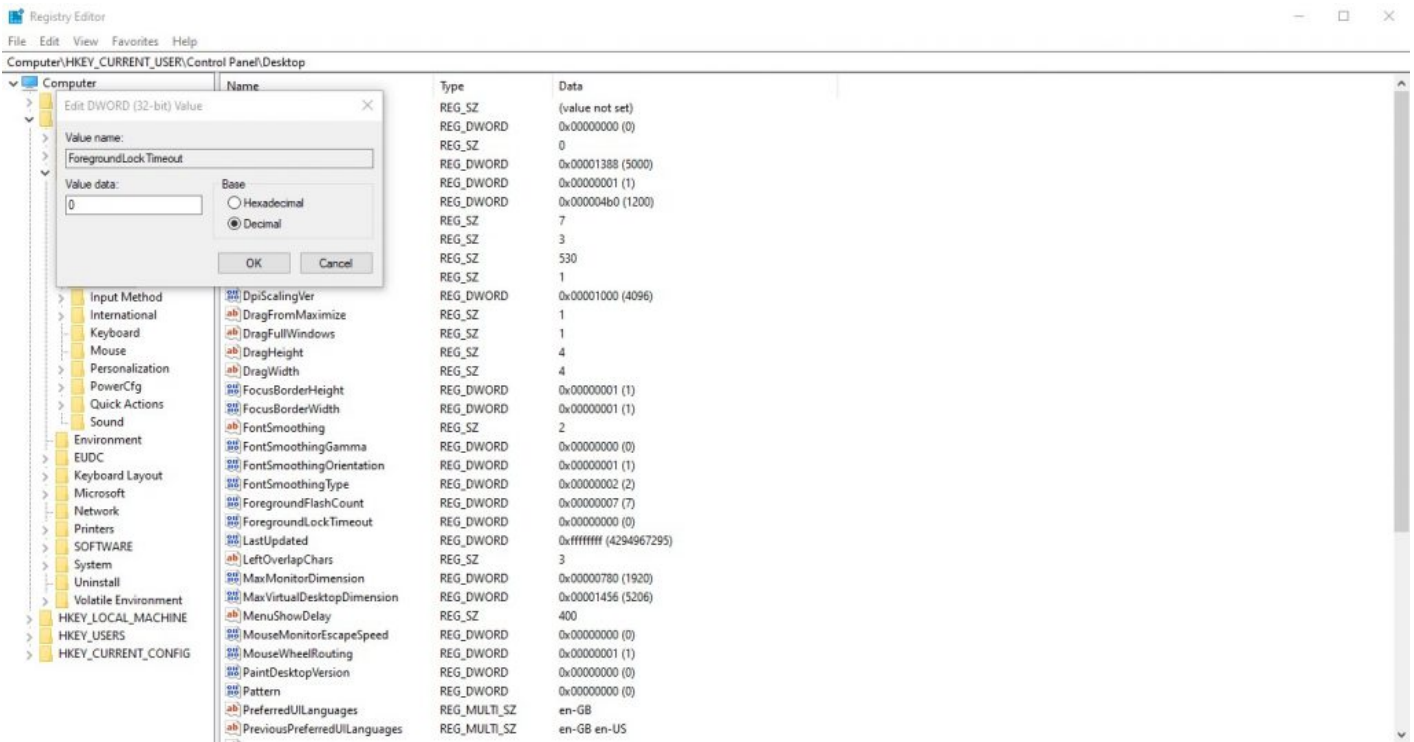 Registry Editor
File Edit View Favorites Help
Computer\HKEY_CURRENT_USER\Control Panel\Desktop
Computer
Edit DWORD (32-bit) Value
Value name:
ForegroundLockTimeout
Value data:
0
Base
Hexadecimal
Decimal
OK Cancel
Input Method
International
Keyboard
Mouse
Personalization
PowerCfg
Quick Actions
Sound
Environment
EUDC
Keyboard Layout
Microsoft
Network
Printers
SOFTWARE
System
Uninstall
Volatile Environment
HKEY_LOCAL_MACHINE
HKEY_USERS
HKEY_CURRENT_CONFIG
Name Type Data
REG_SZ (value not set)
REG_DWORD 0x00000000 (0)
REG_SZ 0
REG_DWORD 0x00001388 (5000)
REG_DWORD 0x00000001 (1)
REG_DWORD 0x000004b0 (1200)
REG_SZ 7
REG_SZ 3
REG_SZ 530
REG_SZ 1
DpiScalingVer REG_DWORD 0x00001000 (4096)
DragFromMaximize REG_SZ 1
DragFullWindows REG_SZ 1
DragHeight REG_SZ 4
DragWidth REG_SZ 4
FocusBorderHeight REG_DWORD 0x00000001 (1)
FocusBorderWidth REG_DWORD 0x00000001 (1)
FontSmoothing REG_SZ 2
FontSmoothingGamma REG_DWORD 0x00000000 (0)
FontSmoothingOrientation REG_DWORD 0x00000001 (1)
FontSmoothingType REG_DWORD 0x00000002 (2)
ForegroundFlashCount REG_DWORD 0x00000007 (7)
ForegroundLockTimeout REG_DWORD 0x00000000 (0)
LastUpdated REG_DWORD 0xffffffff (4294967295)
LeftOverlapChars REG_SZ 3
MaxMonitorDimension REG_DWORD 0x00000780 (1920)
MaxVirtualDesktopDimension REG_DWORD 0x00001456 (5206)
MenuShowDelay REG_SZ 400
MouseMonitorEscapeSpeed REG_DWORD 0x00000000 (0)
MouseWheelRouting REG_DWORD 0x00000001 (1)
PaintDesktopVersion REG_DWORD 0x00000000 (0)
Pattern REG_DWORD 0x00000000 (0)
PreferredUILanguages REG_MULTI_SZ en-GB
PreviousPreferredUILanguages REG_MULTI_SZ en-GB en-US